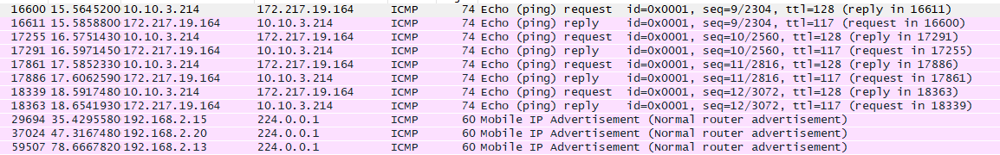 16600 15.5645200 10.10.3.214 172.217.19.164 ICMP 74 Echo (ping) request id=0x0001, seq=9/2304, ttl=128 (reply in 16611)
16611 15.5858800 172.217.19.164 10.10.3.214 ICMP 74 Echo (ping) reply id=0x0001, seq=9/2304, ttl=117 (request in 16600)
17255 16.5751430 10.10.3.214 172.217.19.164 ICMP 74 Echo (ping) request id=0x0001, seq=10/2560, ttl=128 (reply in 17291)
17291 16.5971450 172.217.19.164 10.10.3.214 ICMP 74 Echo (ping) reply id=0x0001, seq=10/2560, ttl=117 (request in 17255)
17861 17.5852330 10.10.3.214 172.217.19.164 ICMP 74 Echo (ping) request id=0x0001, seq=11/2816, ttl=128 (reply in 17886)
17886 17.6062590 172.217.19.164 10.10.3.214 ICMP 74 Echo (ping) reply id=0x0001, seq=11/2816, ttl=117 (request in 17861)
18339 18.5917480 10.10.3.214 172.217.19.164 ICMP 74 Echo (ping) request id=0x0001, seq=12/3072, ttl=128 (reply in 18363)
18363 18.6541930 172.217.19.164 10.10.3.214 ICMP 74 Echo (ping) reply id=0x0001, seq=12/3072, ttl=117 (request in 18339)
29694 35.4295580 192.168.2.15 224.0.0.1 ICMP 60 Mobile IP Advertisement (Normal router advertisement)
37024 47.3167480 192.168.2.20 224.0.0.1 ICMP 60 Mobile IP Advertisement (Normal router advertisement)
59507 78.6667820 192.168.2.13 224.0.0.1 ICMP 60 Mobile IP Advertisement (Normal router advertisement)